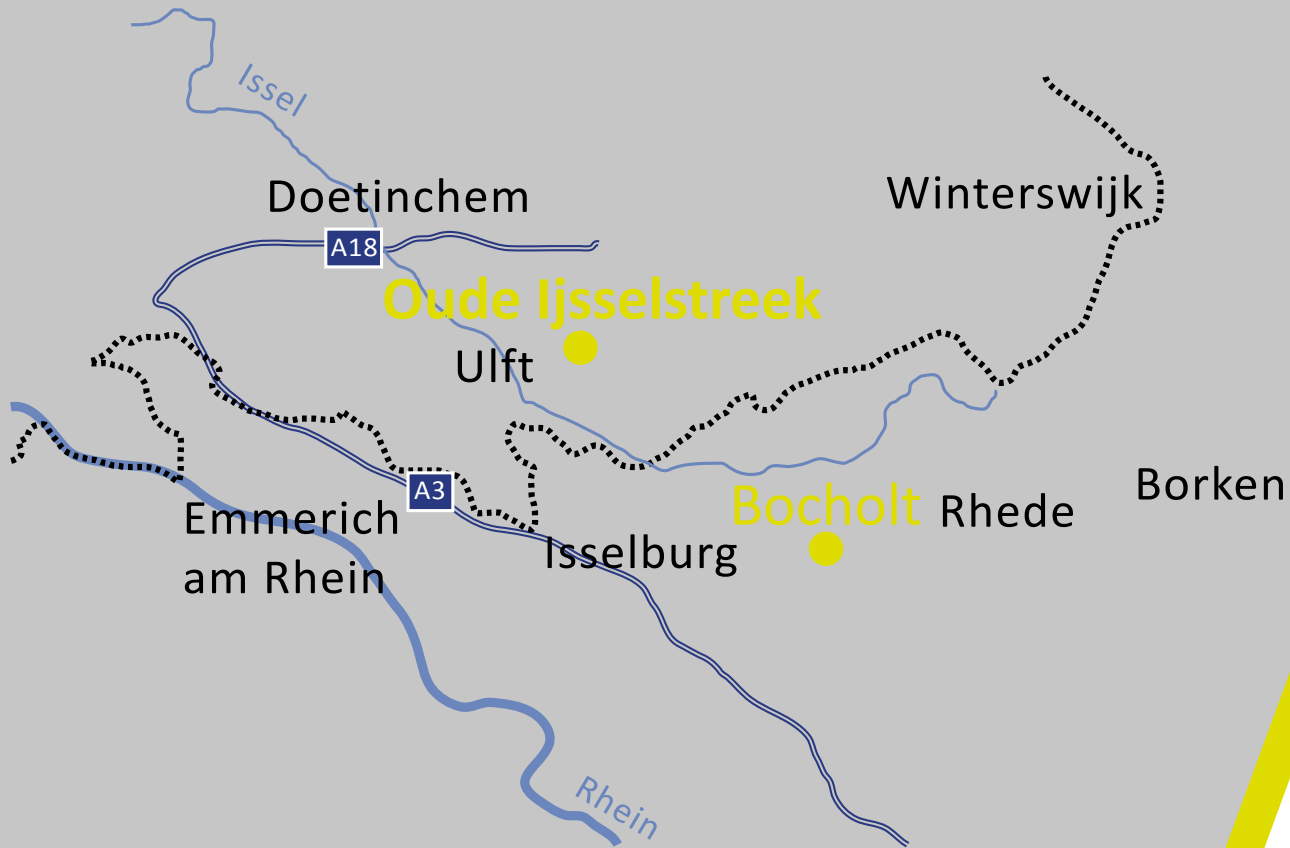 Issel
Doetinchem
Winterswijk
A18
Oude Ijsselstreek
Ulft
A3
Borken
Bocholt
Rhede
Emmerich
am Rhein
Isselburg
Rhein